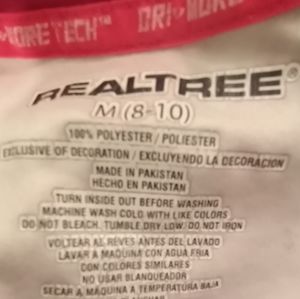 MORE TECH™ DRI MORE
REALTREE®
M (8-10)
100% POLYESTER / POLIESTER
EXCLUSIVE OF DECORATION / EXCLUYENDO LA DECORACION
MADE IN PAKISTAN
HECHO EN PAKISTAN
TURN INSIDE OUT BEFORE WASHING
MACHINE WASH COLD WITH LIKE COLORS
DO NOT BLEACH. TUMBLE DRY LOW. DO NOT IRON
VOLTEAR AL REVES ANTES DEL LAVADO
LAVAR A MAQUINA CON AGUA FRIA
CON COLORES SIMILARES
NO USAR BLANQUEADOR
SECAR A MAQUINA A TEMPERATURA BAJA